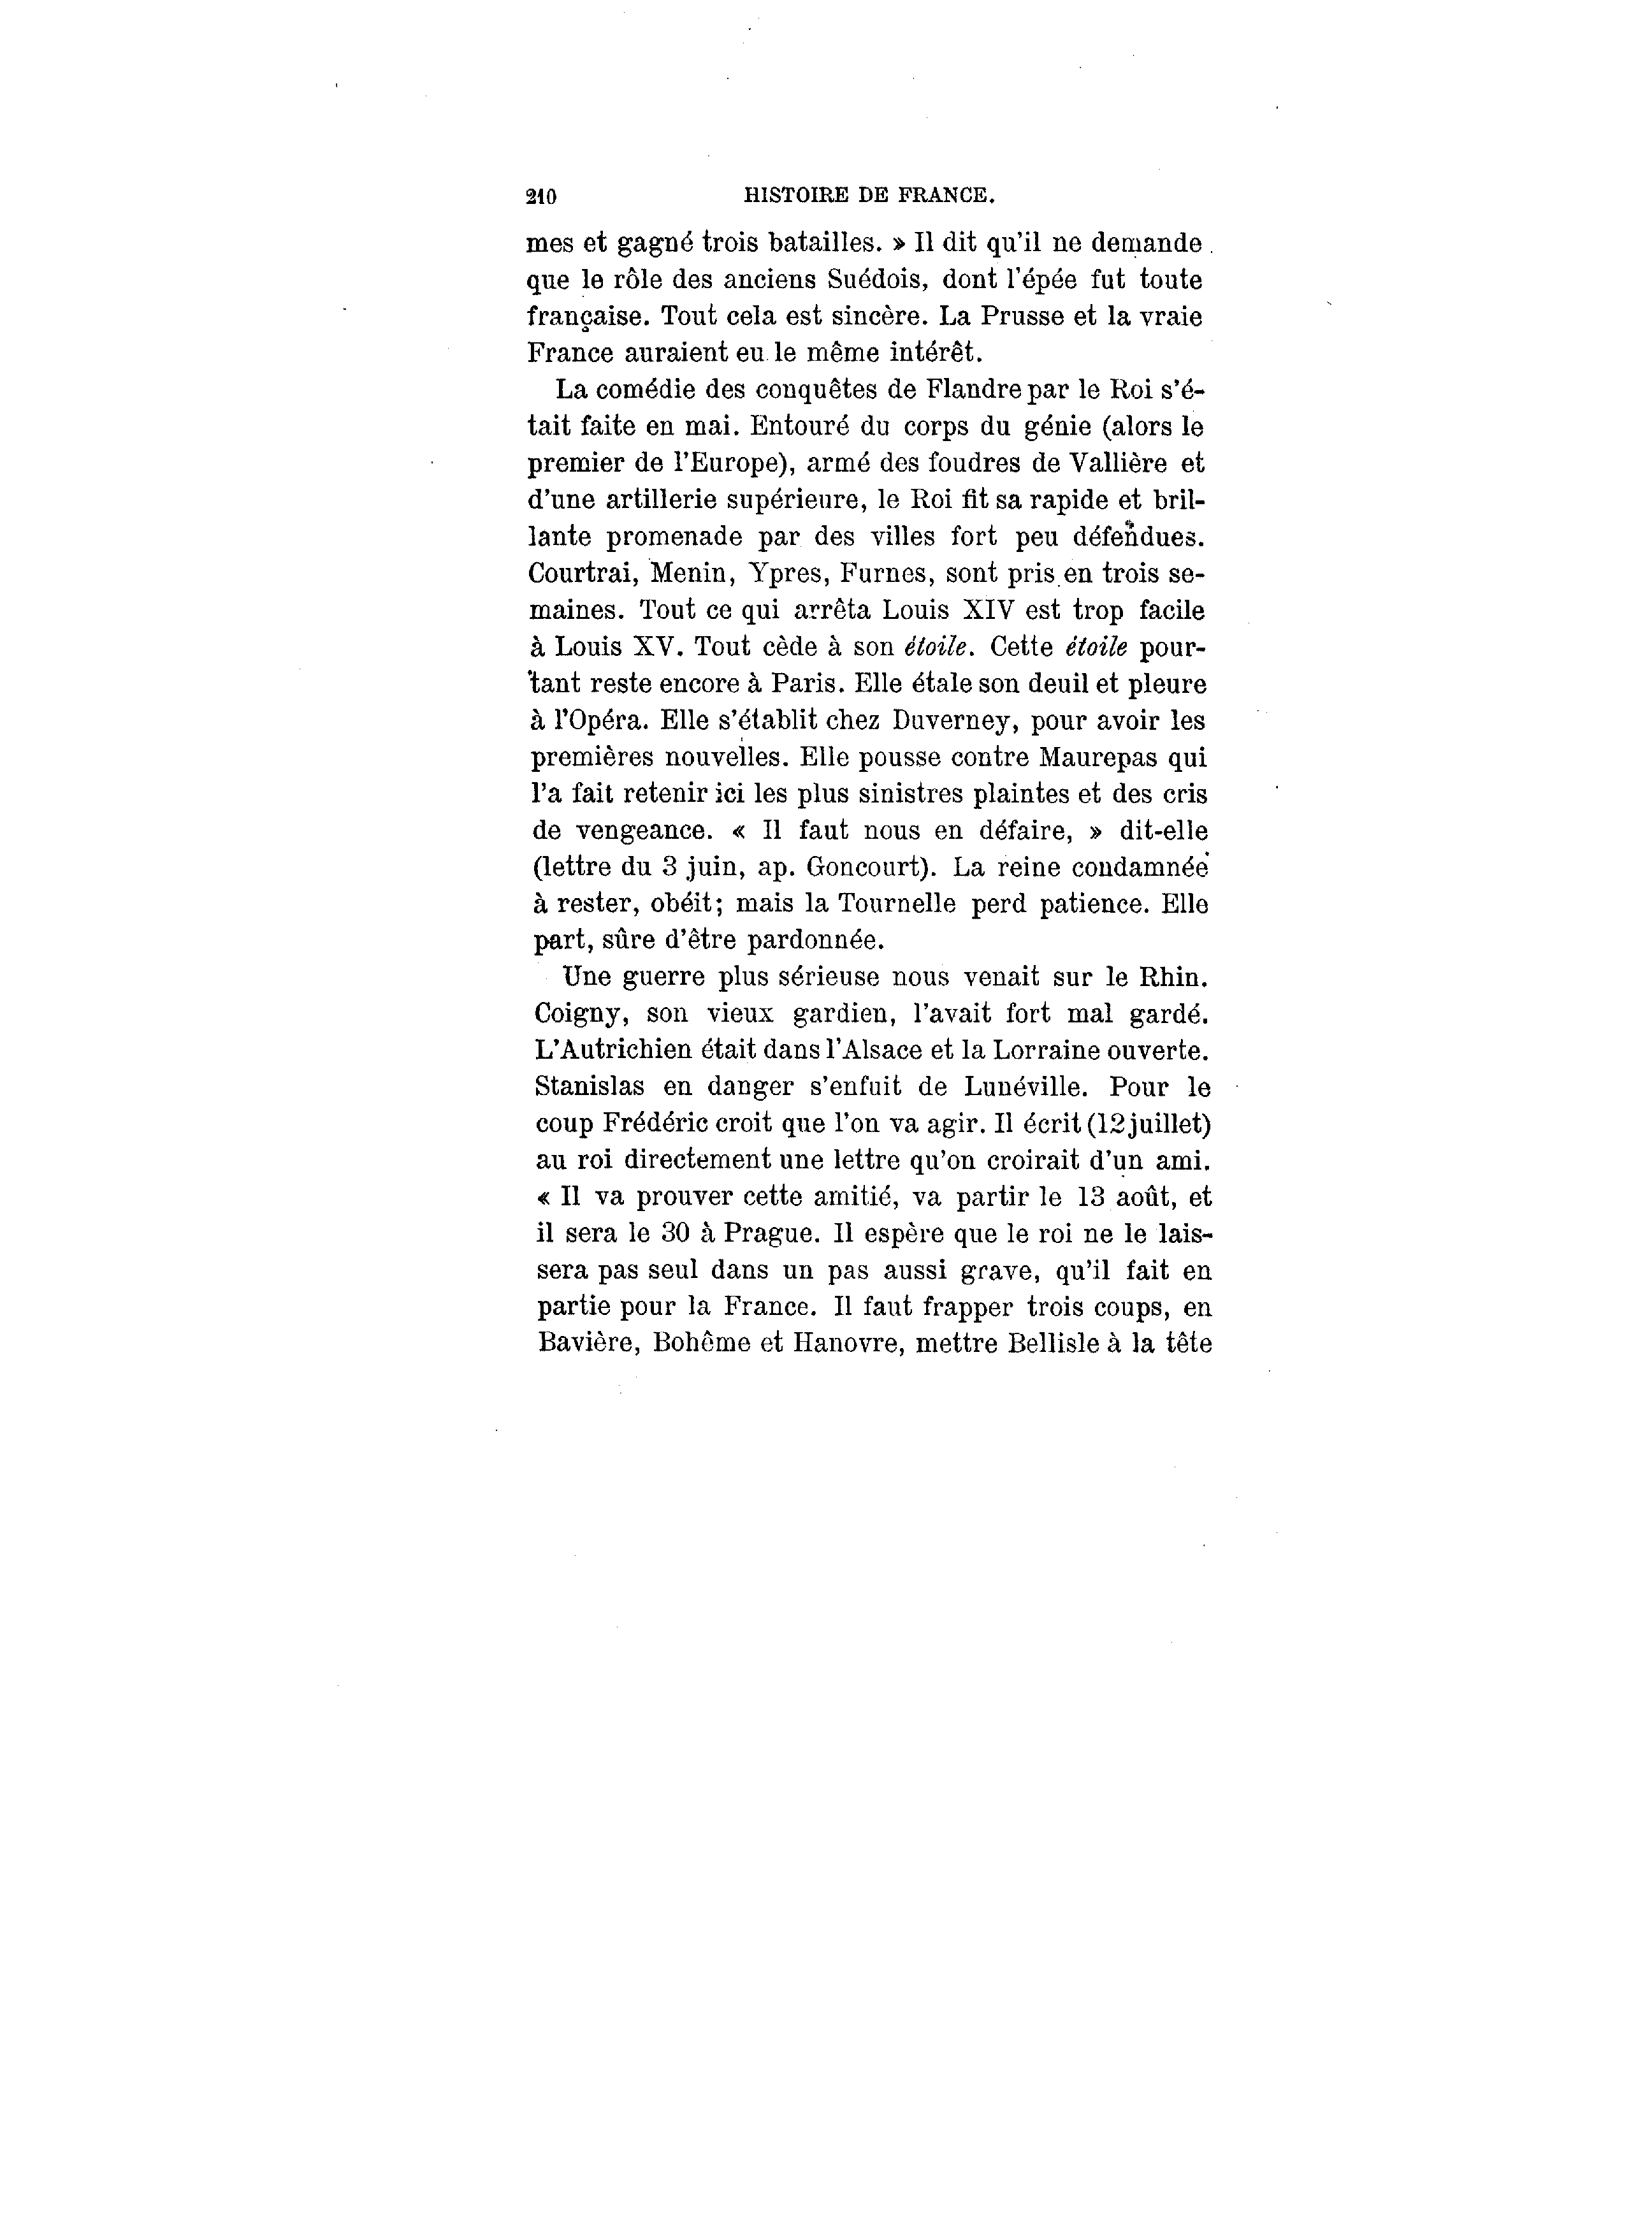 210 HISTOIRE DE FRANCE.
mes et gagné trois batailles. » Il dit qu'il ne demande
que le rôle des anciens Suédois, dont l'épée fut toute
française. Tout cela est sincère. La Prusse et la vraie
France auraient eu le même intérêt.
La comédie des conquêtes de Flandre par le Roi s'é-
tait faite en mai. Entouré du corps du génie (alors le
premier de l'Europe), armé des foudres de Vallière et
d'une artillerie supérieure, le Roi fit sa rapide et bril-
lante promenade par des villes fort peu défendues.
Courtrai, Menin, Ypres, Furnes, sont pris en trois se-
maines. Tout ce qui arrêta Louis XIV est trop facile
à Louis XV. Tout cède à son étoile. Cette étoile pour-
tant reste encore à Paris. Elle étale son deuil et pleure
à l'Opéra. Elle s'établit chez Duverney, pour avoir les
premières nouvelles. Elle pousse contre Maurepas qui
l'a fait retenir ici les plus sinistres plaintes et des cris
de vengeance. « Il faut nous en défaire, » dit-elle
(lettre du 3 juin, ap. Goncourt). La reine condamnée
à rester, obéit; mais la Tournelle perd patience. Elle
part, sûre d'être pardonnée.
Une guerre plus sérieuse nous venait sur le Rhin.
Coigny, son vieux gardien, l'avait fort mal gardé.
L'Autrichien était dans l'Alsace et la Lorraine ouverte.
Stanislas en danger s'enfuit de Lunéville. Pour le
coup Frédéric croit que l'on va agir. Il écrit (12 juillet)
au roi directement une lettre qu'on croirait d'un ami.
« Il va prouver cette amitié, va partir le 13 août, et
il sera le 30 à Prague. Il espère que le roi ne le lais-
sera pas seul dans un pas aussi grave, qu'il fait en
partie pour la France. Il faut frapper trois coups, en
Bavière, Bohême et Hanovre, mettre Bellisle à la tête